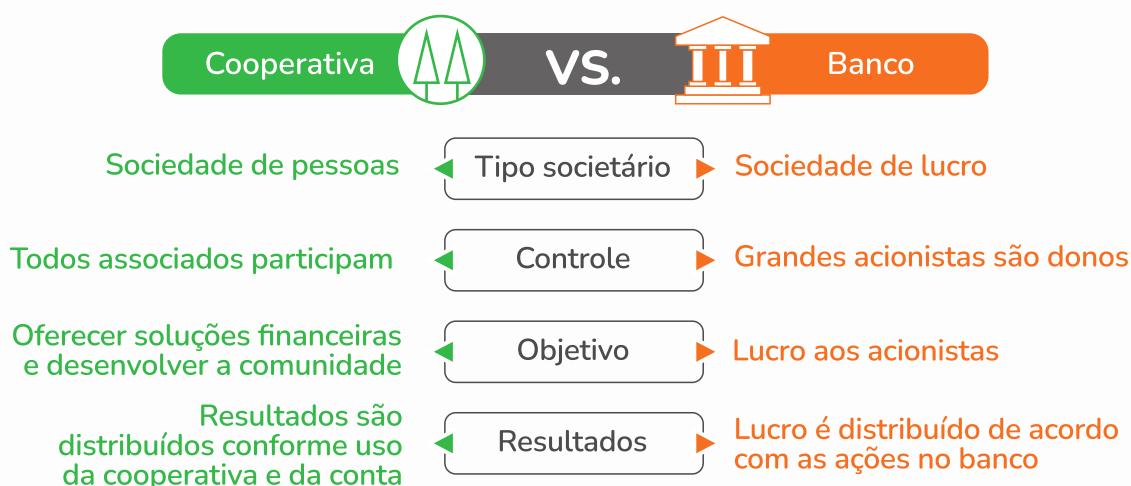 Cooperativa VS. Banco
Sociedade de pessoas Tipo societário Sociedade de lucro
Todos associados participam Controle Grandes acionistas são donos
Oferecer soluções financeiras
e desenvolver a comunidade
Objetivo
Lucro aos acionistas
Resultados são
distribuídos conforme uso
da cooperativa e da conta
Resultados
Lucro é distribuído de acordo
com as ações no banco